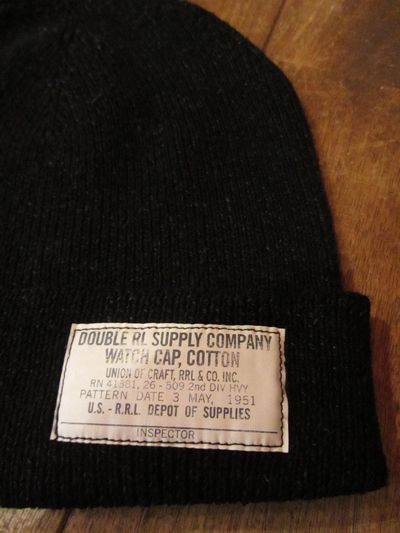 DOUBLE RL SUPPLY COMPANY
WATCH CAP, COTTON
UNION OF CRAFT, RRL & CO. INC.
RN 41381, 26 - 509 2nd DIV HVY
PATTERN DATE 3 MAY, 1951
U.S. - R.R.L. DEPOT OF SUPPLIES
INSPECTOR